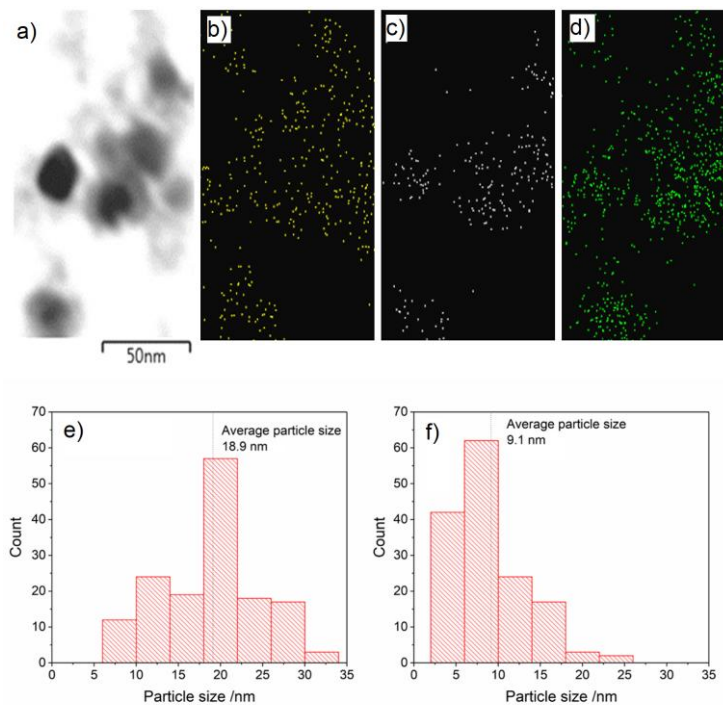 a)
b)
c)
d)
50nm
e)
Average particle size
18.9 nm
70
60
50
40
30
20
10
0
Count
0 5 10 15 20 25 30 35
Particle size /nm
f)
Average particle size
9.1 nm
70
60
50
40
30
20
10
0
Count
0 5 10 15 20 25 30 35
Particle size /nm